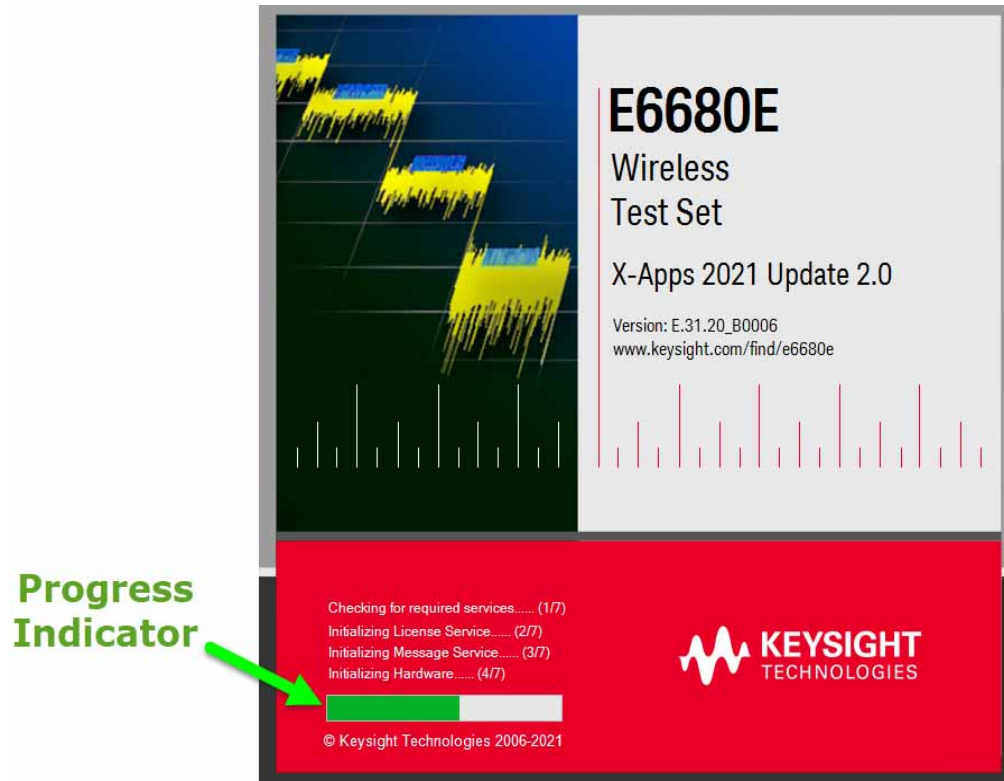 E6680E
Wireless
Test Set
X-Apps 2021 Update 2.0
Version: E.31.20_B0006
www.keysight.com/find/e6680e
Progress
Indicator
Checking for required services...... (1/7)
Initializing License Service...... (2/7)
Initializing Message Service...... (3/7)
Initializing Hardware...... (4/7)
© Keysight Technologies 2006-2021
KEYSIGHT
TECHNOLOGIES